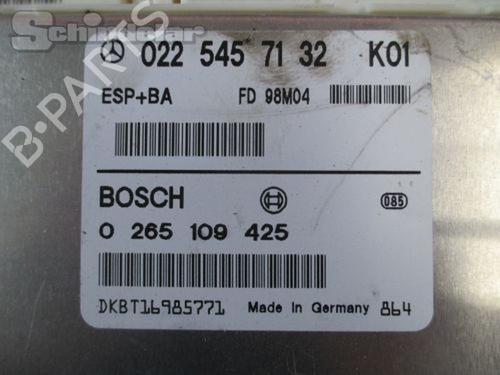 Schindelar
022 545 71 32 K01
ESP+BA FD 98M04
BOSCH 085
0 265 109 425
DKBT16985771 Made in Germany 864
B-PARTS